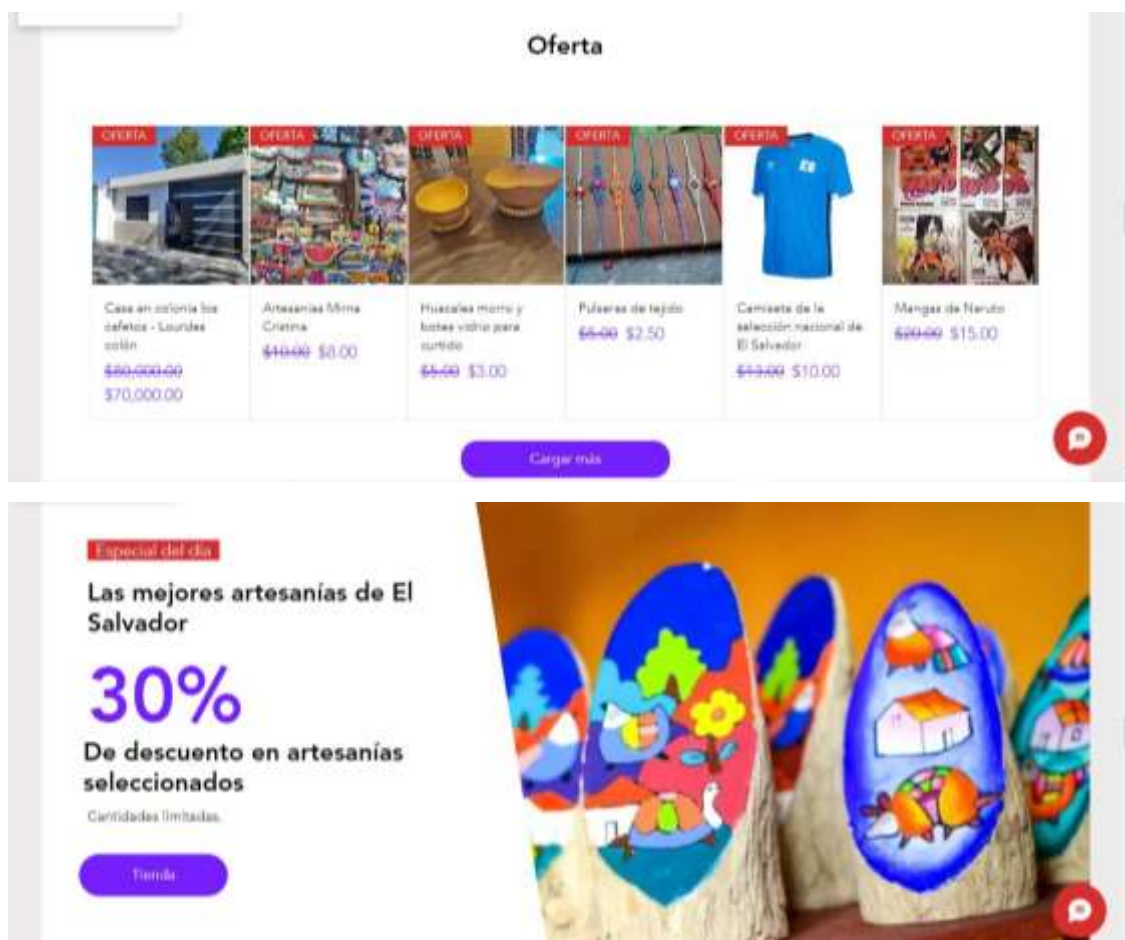 Oferta
OFERTA
OFERTA
OFERTA
OFERTA
OFERTA
OFERTA
Casa en colonia los
cafetos - Lourdes
colón
$80,000.00
$70,000.00
Artesanías Mirna
Cristina
$10.00 $8.00
Huacales morro y
botes vidrio para
curtido
$5.00 $3.00
Pulseras de tejido
$5.00 $2.50
Camiseta de la
selección nacional de
El Salvador
$13.00 $10.00
Mangas de Naruto
$20.00 $15.00
Cargar más
Especial del día
Las mejores artesanías de El
Salvador
30%
De descuento en artesanías
seleccionados
Cantidades limitadas.
Tienda